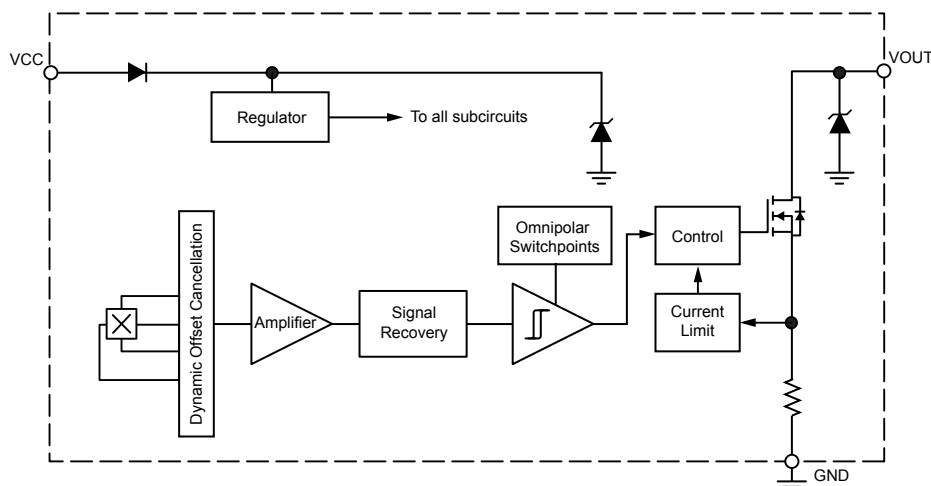 VCC
VOUT
Regulator
To all subcircuits
Omnipolar
Switchpoints
Control
Dynamic Offset Cancellation
Amplifier
Signal
Recovery
Current
Limit
GND